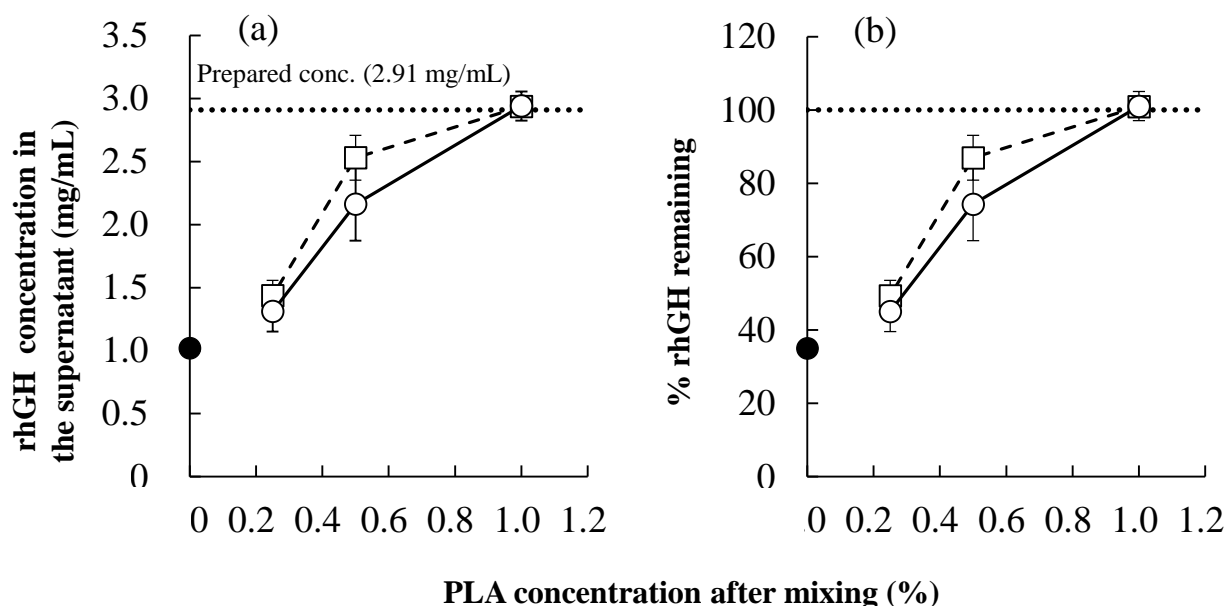 (a)
Prepared conc. (2.91 mg/mL)
rhGH concentration in
the supernatant (mg/mL)
3.5
3.0
2.5
2.0
1.5
1.0
0.5
0
0 0.2 0.4 0.6 0.8 1.0 1.2
(b)
% rhGH remaining
120
100
80
60
40
20
0
0 0.2 0.4 0.6 0.8 1.0 1.2
PLA concentration after mixing (%)